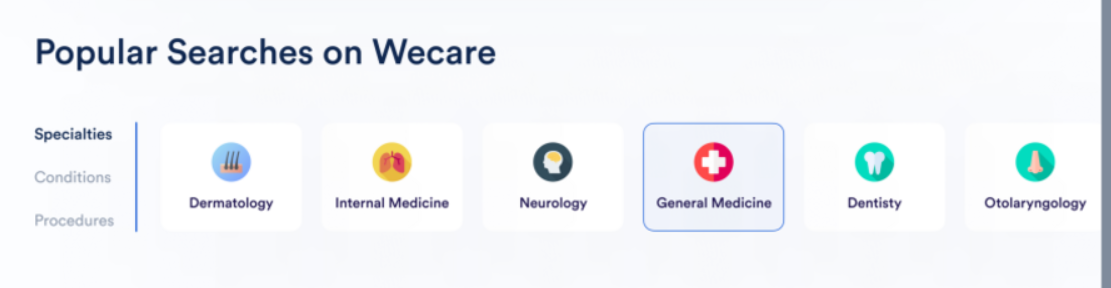 Popular Searches on Wecare
Specialties
Conditions
Procedures
Dermatology
Internal Medicine
Neurology
General Medicine
Dentisty
Otolaryngology